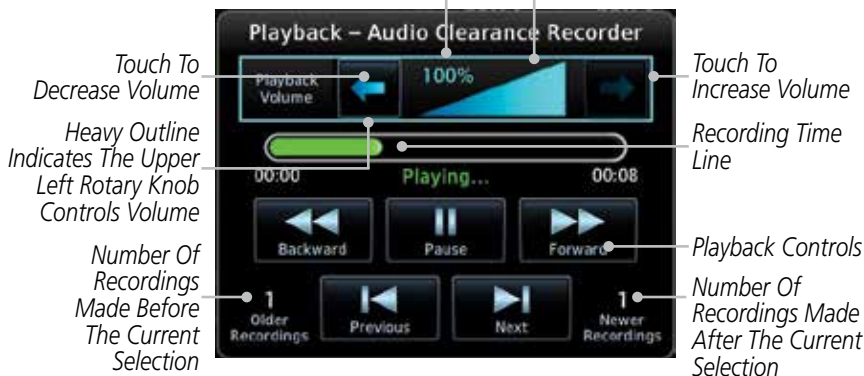 Playback – Audio Clearance Recorder
Touch To
Decrease Volume
Playback
Volume
100%
Touch To
Increase Volume
Heavy Outline
Indicates The Upper
Left Rotary Knob
Controls Volume
Recording Time
Line
00:00
Playing...
00:08
Backward
Pause
Forward
Playback Controls
Number Of
Recordings
Made Before
The Current
Selection
1
Older
Recordings
Previous
Next
1
Newer
Recordings
Number Of
Recordings Made
After The Current
Selection